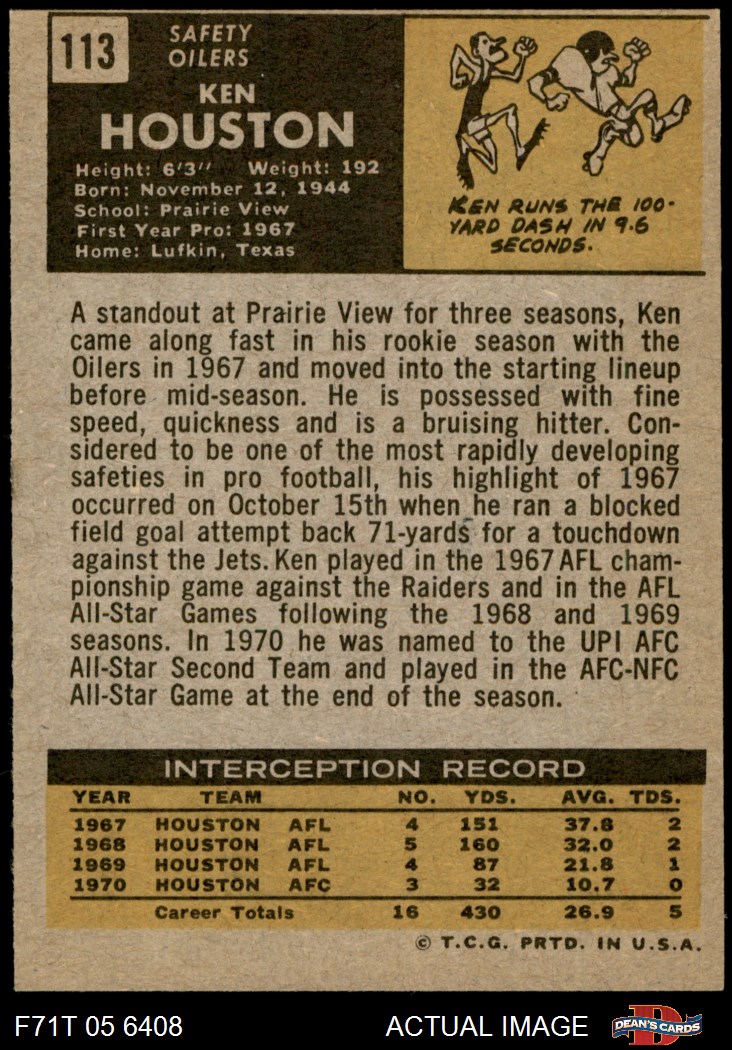 113
SAFETY
OILERS
KEN
HOUSTON
Height: 6'3" Weight: 192
Born: November 12, 1944
School: Prairie View
First Year Pro: 1967
Home: Lufkin, Texas
KEN RUNS THE 100-
YARD DASH IN 9.6
SECONDS.
A standout at Prairie View for three seasons, Ken
came along fast in his rookie season with the
Oilers in 1967 and moved into the starting lineup
before mid-season. He is possessed with fine
speed, quickness and is a bruising hitter. Con-
sidered to be one of the most rapidly developing
safeties in pro football, his highlight of 1967
occurred on October 15th when he ran a blocked
field goal attempt back 71-yards for a touchdown
against the Jets. Ken played in the 1967 AFL cham-
pionship game against the Raiders and in the AFL
All-Star Games following the 1968 and 1969
seasons. In 1970 he was named to the UPI AFC
All-Star Second Team and played in the AFC-NFC
All-Star Game at the end of the season.
INTERCEPTION RECORD
YEAR TEAM NO. YDS. AVG. TDS.
1967 HOUSTON AFL 4 151 37.8 2
1968 HOUSTON AFL 5 160 32.0 2
1969 HOUSTON AFL 4 87 21.8 1
1970 HOUSTON AFC 3 32 10.7 0
Career Totals 16 430 26.9 5
© T.C.G. PRTD. IN U.S.A.
F71T 05 6408 ACTUAL IMAGE DEAN'S CARDS